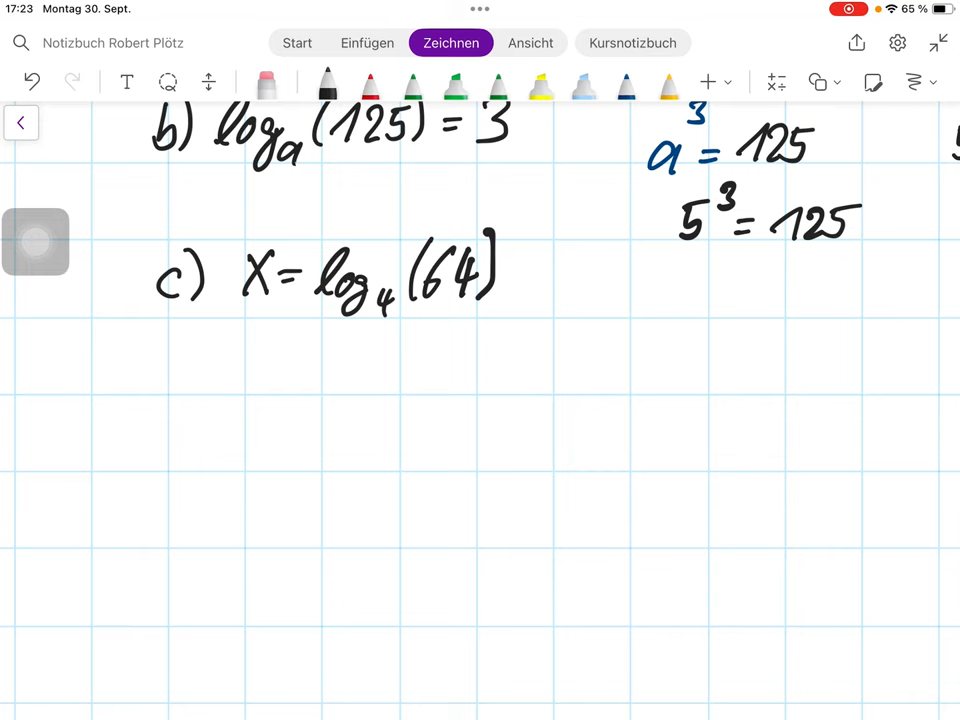 17:23 Montag 30. Sept. 65 %
Notizbuch Robert Plötz Start Einfügen Zeichnen Ansicht Kursnotizbuch
b) logₐ(125) = 3
a³ = 125
5³ = 125
c) X = log₄(64)